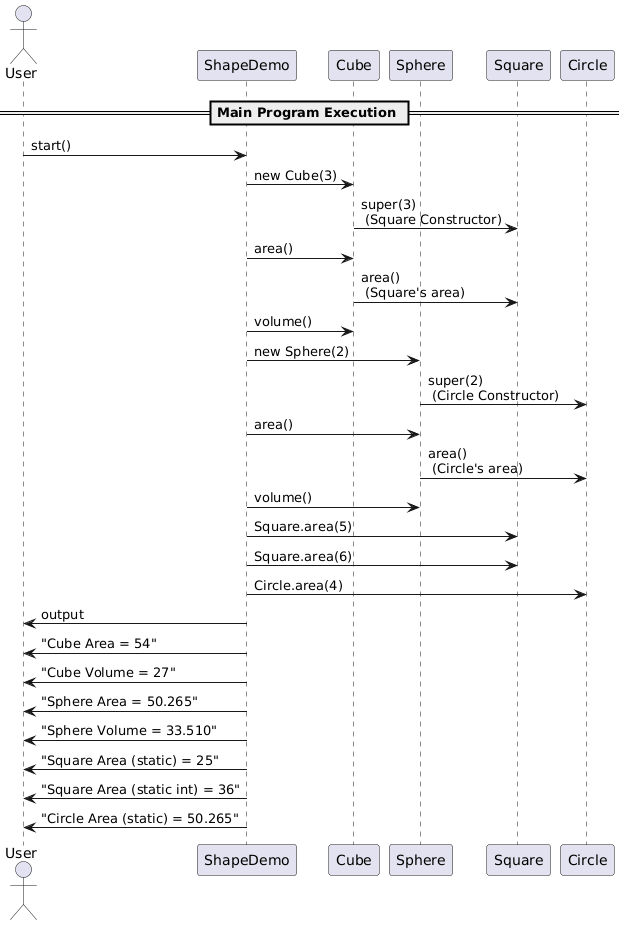 User
ShapeDemo
Cube
Sphere
Square
Circle
Main Program Execution
start()
new Cube(3)
super(3)
(Square Constructor)
area()
area()
(Square's area)
volume()
new Sphere(2)
super(2)
(Circle Constructor)
area()
area()
(Circle's area)
volume()
Square.area(5)
Square.area(6)
Circle.area(4)
output
"Cube Area = 54"
"Cube Volume = 27"
"Sphere Area = 50.265"
"Sphere Volume = 33.510"
"Square Area (static) = 25"
"Square Area (static int) = 36"
"Circle Area (static) = 50.265"
User
ShapeDemo
Cube
Sphere
Square
Circle